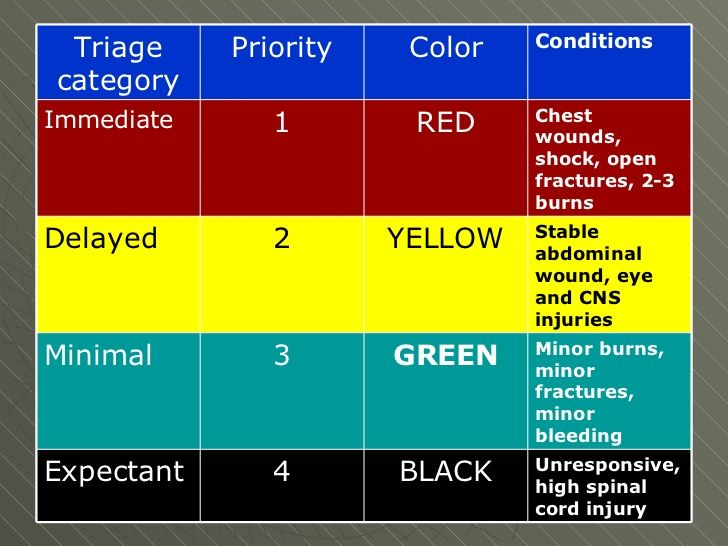 Triage category Priority Color Conditions
Immediate 1 RED Chest wounds, shock, open fractures, 2-3 burns
Delayed 2 YELLOW Stable abdominal wound, eye and CNS injuries
Minimal 3 GREEN Minor burns, minor fractures, minor bleeding
Expectant 4 BLACK Unresponsive, high spinal cord injury